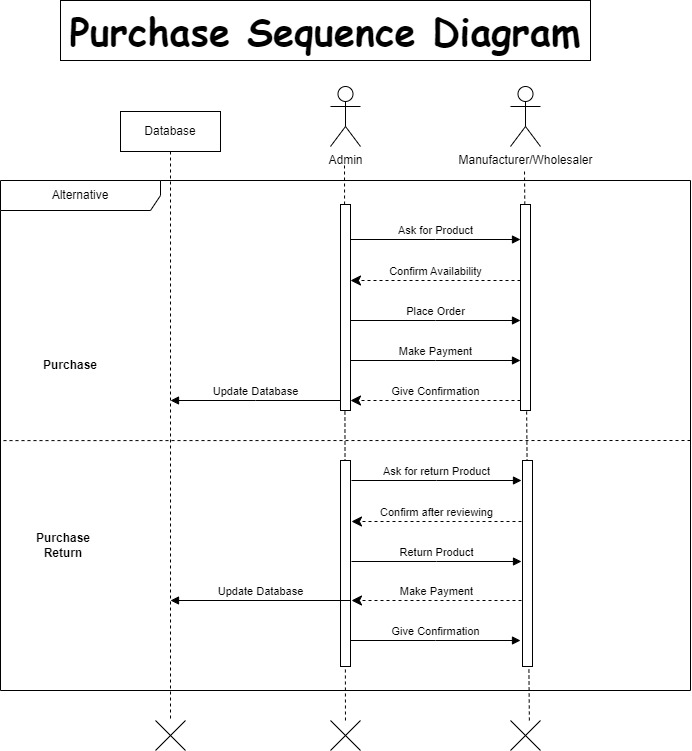 Purchase Sequence Diagram
Database
Admin
Manufacturer/Wholesaler
Alternative
Ask for Product
Confirm Availability
Place Order
Make Payment
Purchase
Update Database
Give Confirmation
Ask for return Product
Confirm after reviewing
Purchase
Return
Return Product
Update Database
Make Payment
Give Confirmation